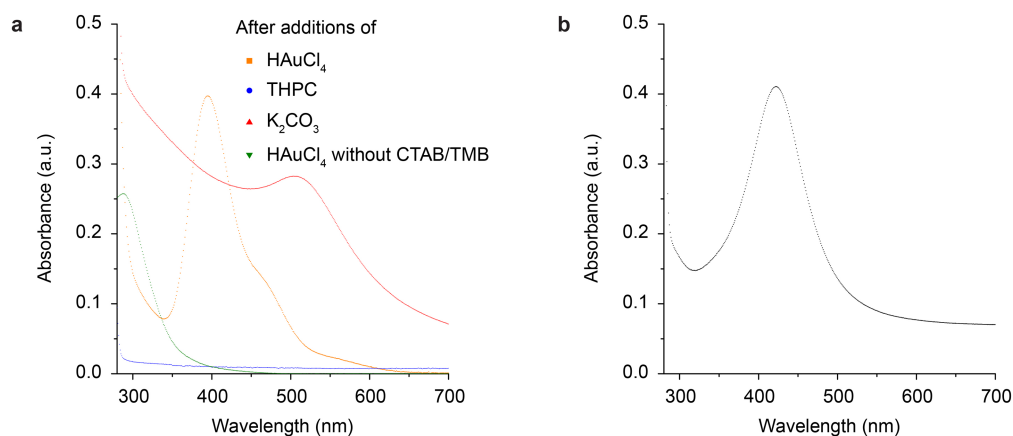 a
After additions of
HAuCl₄
THPC
K₂CO₃
HAuCl₄ without CTAB/TMB
Absorbance (a.u.)
0.5
0.4
0.3
0.2
0.1
0.0
300 400 500 600 700
Wavelength (nm)
b
Absorbance (a.u.)
0.5
0.4
0.3
0.2
0.1
0.0
300 400 500 600 700
Wavelength (nm)